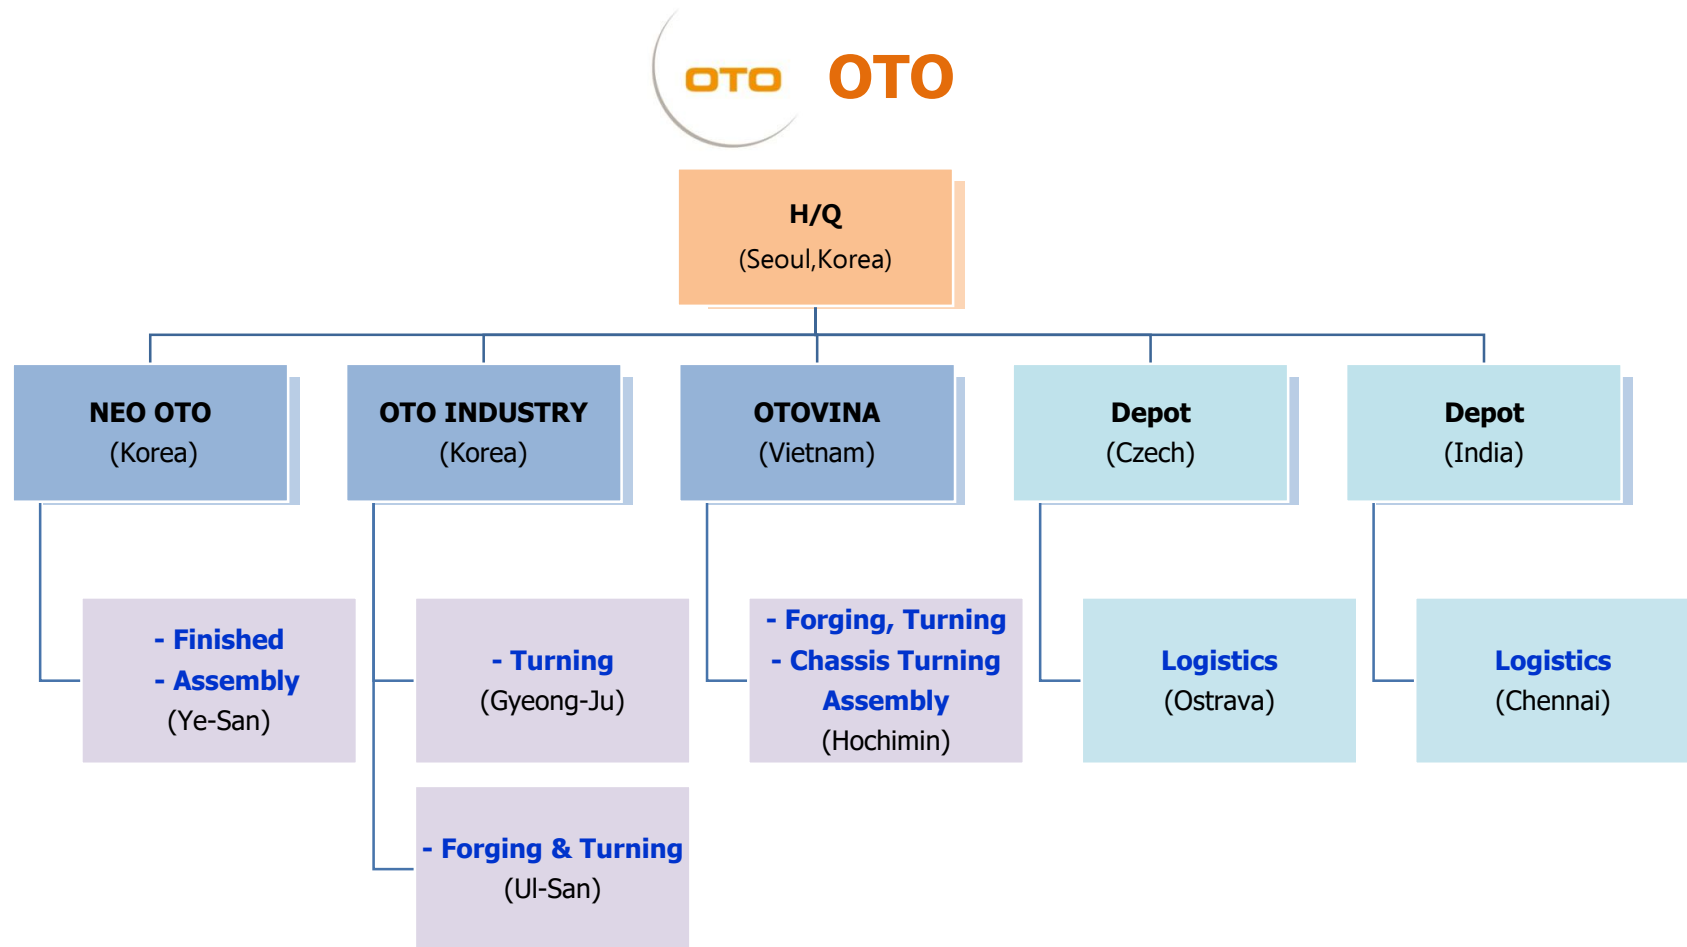 OTO
OTO
H/Q
(Seoul,Korea)
NEO OTO
(Korea)
OTO INDUSTRY
(Korea)
OTOVINA
(Vietnam)
Depot
(Czech)
Depot
(India)
- Finished
- Assembly
(Ye-San)
- Turning
(Gyeong-Ju)
- Forging & Turning
(Ul-San)
- Forging, Turning
- Chassis Turning
Assembly
(Hochimin)
Logistics
(Ostrava)
Logistics
(Chennai)